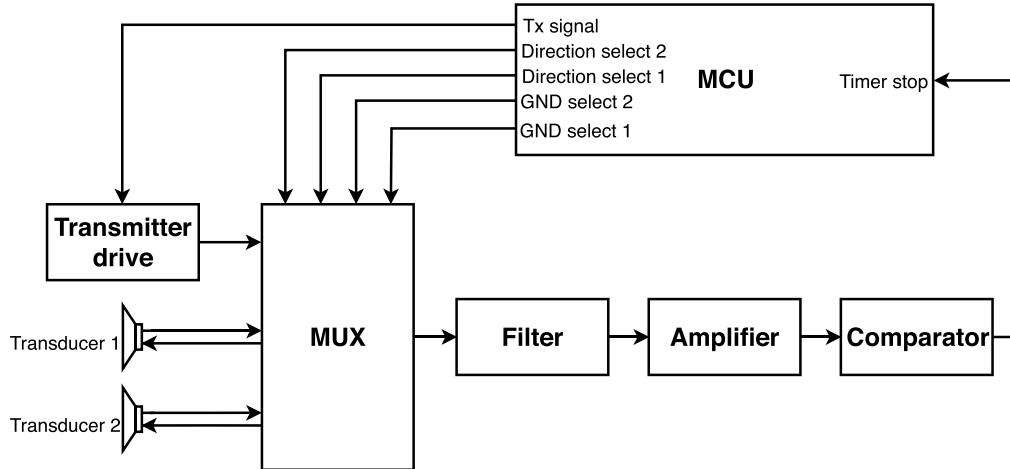 Tx signal
Direction select 2
Direction select 1
GND select 2
GND select 1
MCU
Timer stop
Transmitter
drive
Transducer 1
Transducer 2
MUX
Filter
Amplifier
Comparator